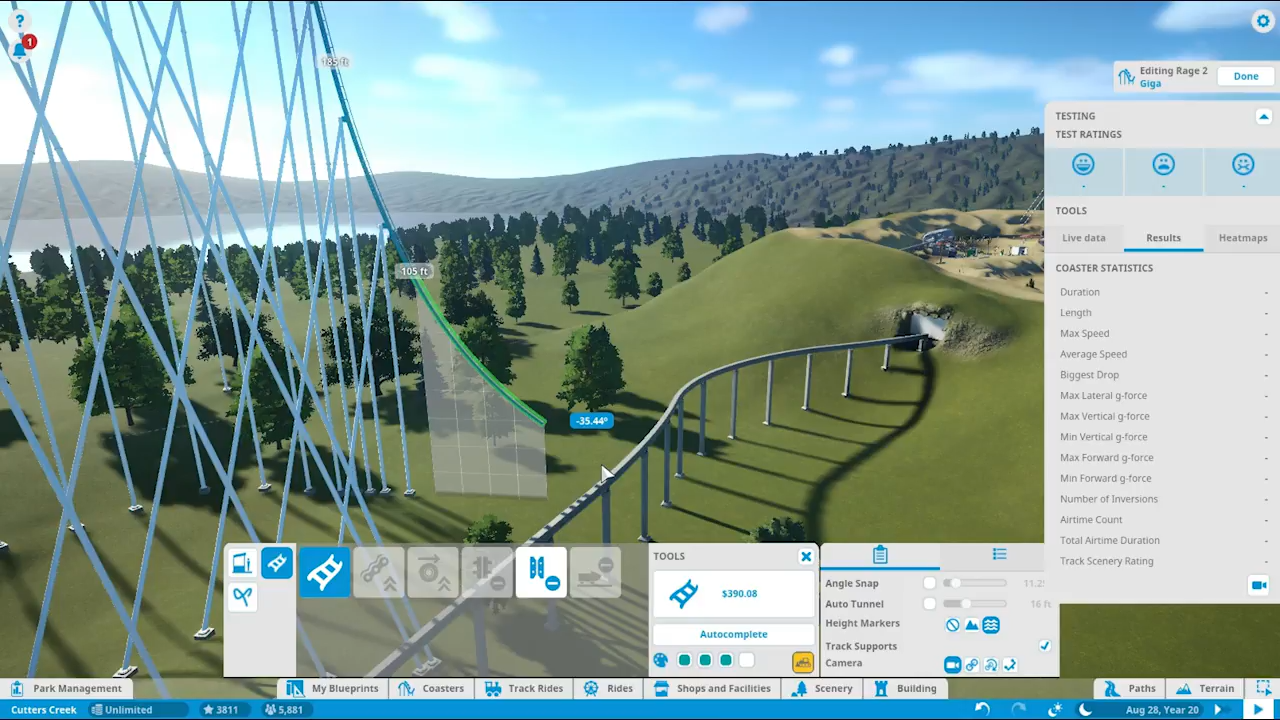 ?
1
185 ft
105 ft
-35.44º
Editing Rage 2
Giga
Done
TESTING
TEST RATINGS
- - -
TOOLS
Live data Results Heatmaps
COASTER STATISTICS
Duration -
Length -
Max Speed -
Average Speed -
Biggest Drop -
Max Lateral g-force -
Max Vertical g-force -
Min Vertical g-force -
Max Forward g-force -
Min Forward g-force -
Number of Inversions -
Airtime Count -
Total Airtime Duration -
Track Scenery Rating -
TOOLS
$390.08
Autocomplete
Angle Snap
Auto Tunnel 16 ft
Height Markers
Track Supports
Camera
Park Management My Blueprints Coasters Track Rides Rides Shops and Facilities Scenery Building Paths Terrain
Cutters Creek Unlimited 3811 5,881 Aug 28, Year 20